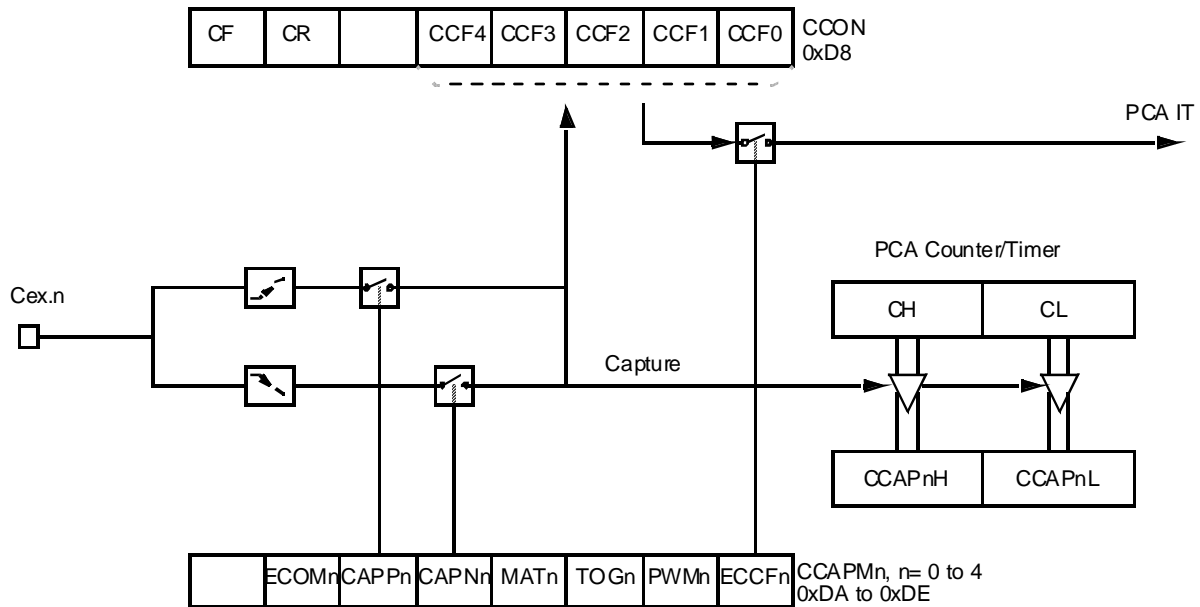 CF CR CCF4 CCF3 CCF2 CCF1 CCF0 CCON
0xD8
PCA IT
PCA Counter/Timer
Cex.n
CH CL
Capture
CCAPnH CCAPnL
ECOMn CAPPn CAPNn MATn TOGn PWMn ECCFn CCAPMn, n= 0 to 4
0xDA to 0xDE